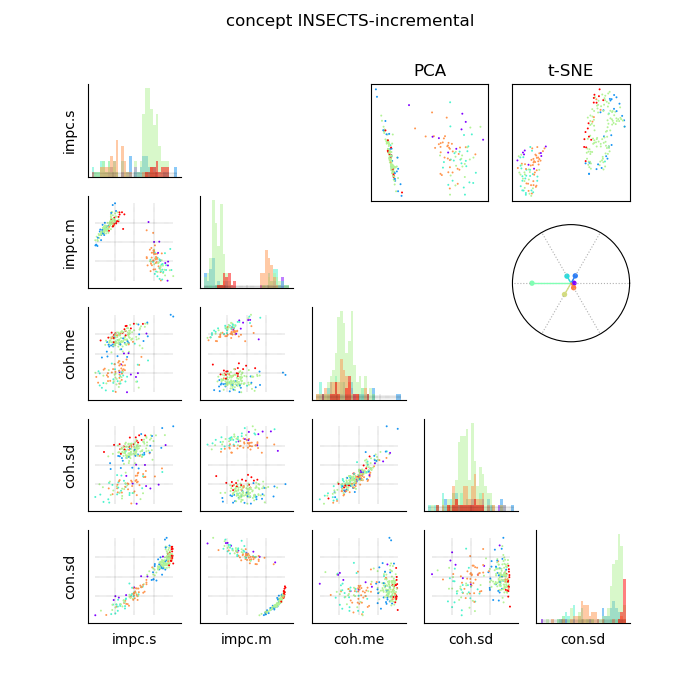 concept INSECTS-incremental
PCA
t-SNE
impc.s
impc.m
coh.me
coh.sd
con.sd
impc.s
impc.m
coh.me
coh.sd
con.sd